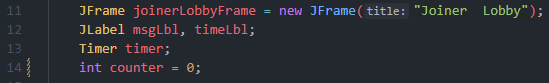 11 JFrame joinerLobbyFrame = new JFrame(title: "Joiner  Lobby");
12 JLabel msgLbl, timeLbl;
13 Timer timer;
14 int counter = 0;